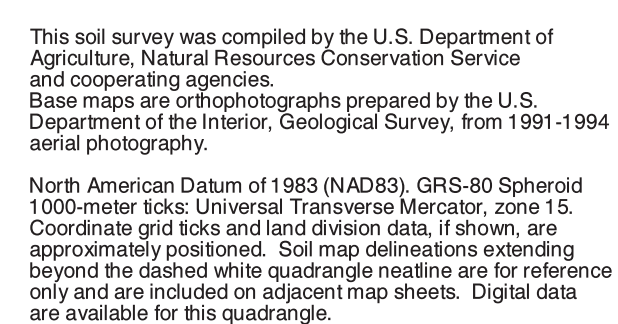 This soil survey was compiled by the U.S. Department of
Agriculture, Natural Resources Conservation Service
and cooperating agencies.
Base maps are orthophotographs prepared by the U.S.
Department of the Interior, Geological Survey, from 1991-1994
aerial photography.

North American Datum of 1983 (NAD83). GRS-80 Spheroid
1000-meter ticks: Universal Transverse Mercator, zone 15.
Coordinate grid ticks and land division data, if shown, are
approximately positioned.  Soil map delineations extending
beyond the dashed white quadrangle neatline are for reference
only and are included on adjacent map sheets.  Digital data
are available for this quadrangle.